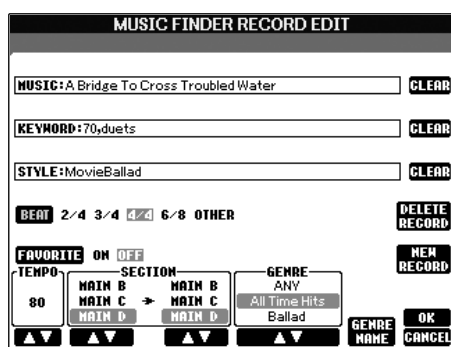 MUSIC FINDER RECORD EDIT
MUSIC:A Bridge To Cross Troubled Water
CLEAR
KEYWORD:70,duets
CLEAR
STYLE:MovieBallad
CLEAR
BEAT 2/4 3/4 4/4 6/8 OTHER
DELETE RECORD
FAVORITE ON OFF
NEW RECORD
TEMPO SECTION GENRE
MAIN B MAIN B ANY
80 MAIN C → MAIN C All Time Hits
MAIN D MAIN D Ballad
GENRE NAME
OK
CANCEL